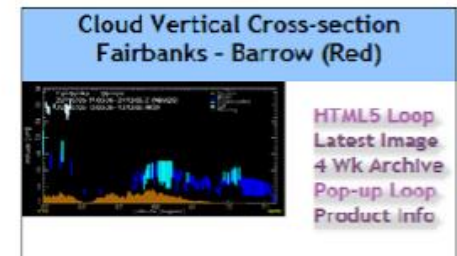 Cloud Vertical Cross-section
Fairbanks - Barrow (Red)
HTML5 Loop
Latest Image
4 Wk Archive
Pop-up Loop
Product Info